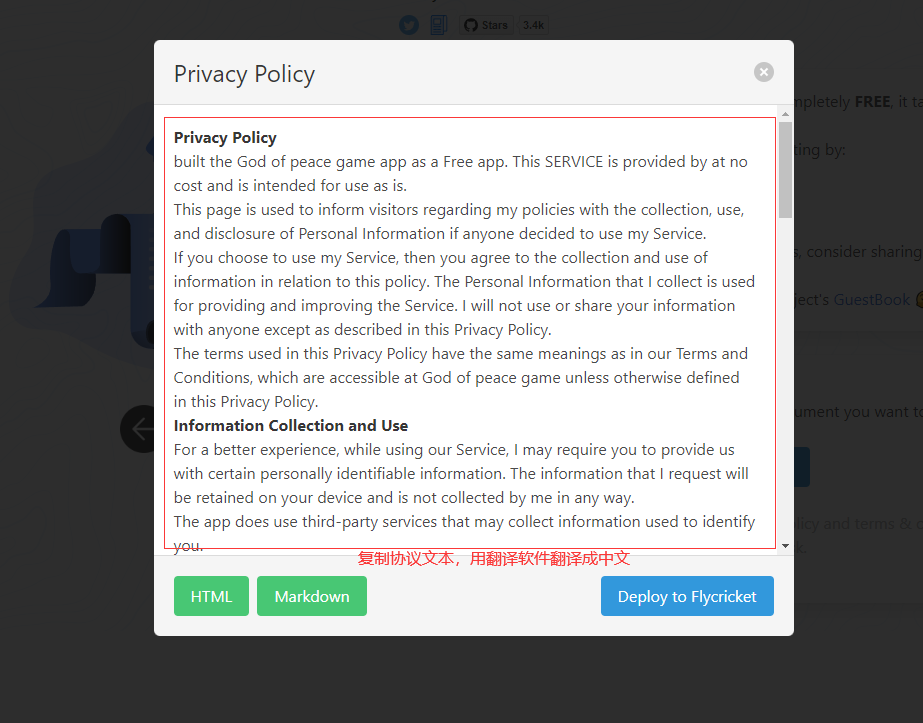 Stars 3.4k
Privacy Policy
mpletely FREE, it ta
ting by:
s, consider sharing
ject's GuestBook
ument you want to
licy and terms & c
k.
Privacy Policy
built the God of peace game app as a Free app. This SERVICE is provided by at no
cost and is intended for use as is.
This page is used to inform visitors regarding my policies with the collection, use,
and disclosure of Personal Information if anyone decided to use my Service.
If you choose to use my Service, then you agree to the collection and use of
information in relation to this policy. The Personal Information that I collect is used
for providing and improving the Service. I will not use or share your information
with anyone except as described in this Privacy Policy.
The terms used in this Privacy Policy have the same meanings as in our Terms and
Conditions, which are accessible at God of peace game unless otherwise defined
in this Privacy Policy.
Information Collection and Use
For a better experience, while using our Service, I may require you to provide us
with certain personally identifiable information. The information that I request will
be retained on your device and is not collected by me in any way.
The app does use third-party services that may collect information used to identify
you.
复制协议文本，用翻译软件翻译成中文
HTML
Markdown
Deploy to Flycricket